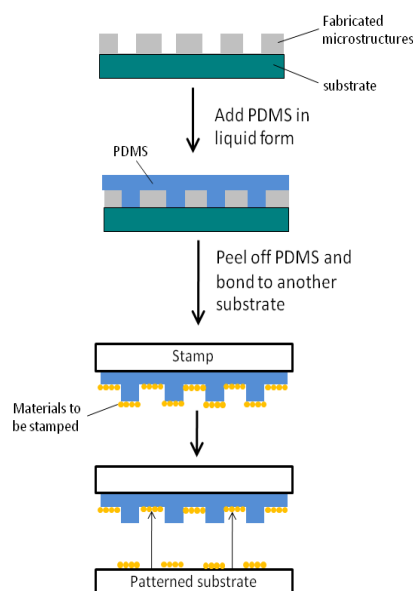 Fabricated
microstructures
substrate
Add PDMS in
liquid form
PDMS
Peel off PDMS and
bond to another
substrate
Stamp
Materials to
be stamped
Patterned substrate